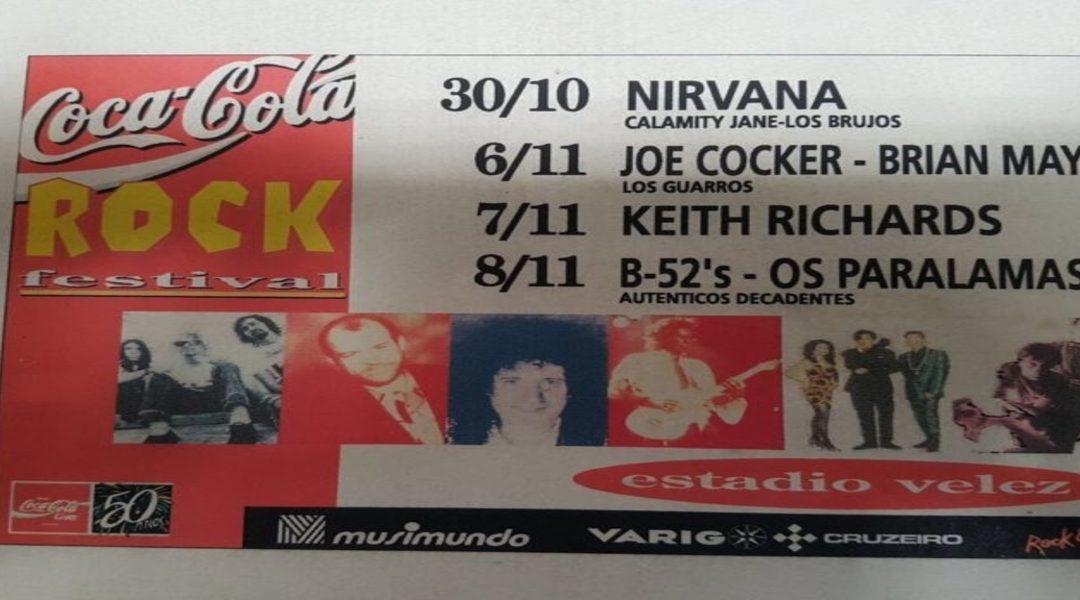 Coca-Cola
ROCK
festival
30/10 NIRVANA
CALAMITY JANE-LOS BRUJOS
6/11 JOE COCKER - BRIAN MAY
LOS GUARROS
7/11 KEITH RICHARDS
8/11 B-52's - OS PARALAMAS
AUTENTICOS DECADENTES
estadio velez
Coca-Cola
50 AÑOS
musimundo
VARIG
CRUZEIRO
Rock